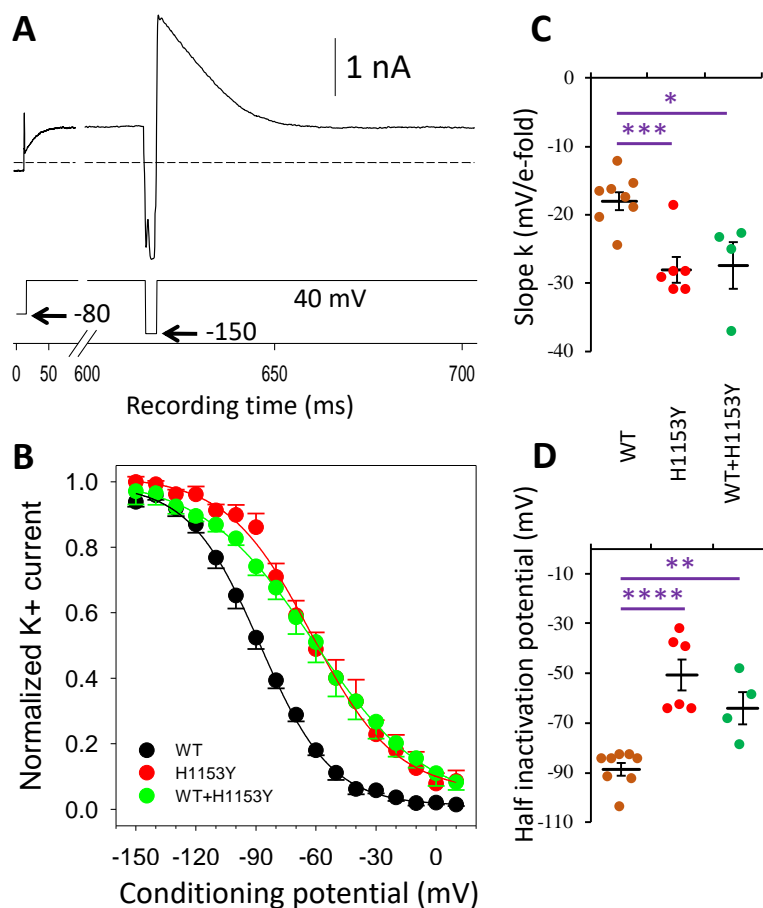 A
1 nA
-80
40 mV
-150
0 50 600 650 700
Recording time (ms)
B
1.0
0.8
0.6
0.4
0.2
0.0
Normalized K+ current
WT
H1153Y
WT+H1153Y
-150 -120 -90 -60 -30 0
Conditioning potential (mV)
C
0
-10
-20
-30
-40
Slope k (mV/e-fold)
*
***
WT
H1153Y
WT+H1153Y
D
-10
-30
-50
-70
-90
-110
Half inactivation potential (mV)
**
****